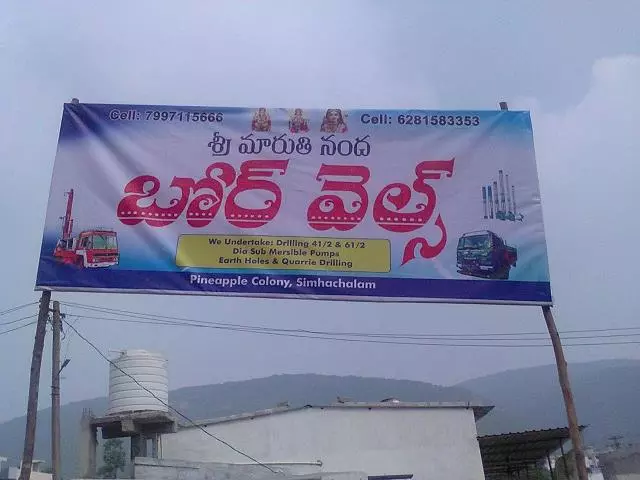 Cell: 7997115666 Cell: 6281583353
శ్రీ మారుతి నంద
బోర్ వెల్స్
We Undertake: Drilling 41/2 & 61/2
Dia Sub Mersible Pumps
Earth Holes & Quarrie Drilling
Pineapple Colony, Simhachalam